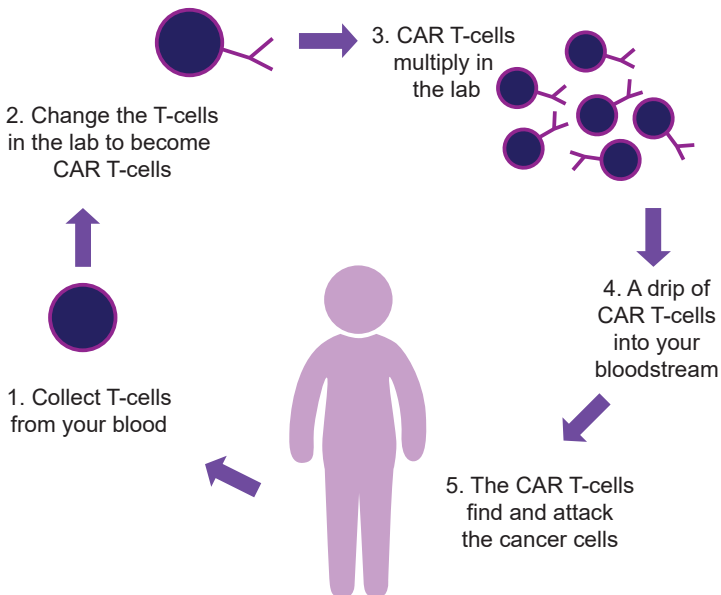 1. Collect T-cells
from your blood
2. Change the T-cells
in the lab to become
CAR T-cells
3. CAR T-cells
multiply in
the lab
4. A drip of
CAR T-cells
into your
bloodstream
5. The CAR T-cells
find and attack
the cancer cells